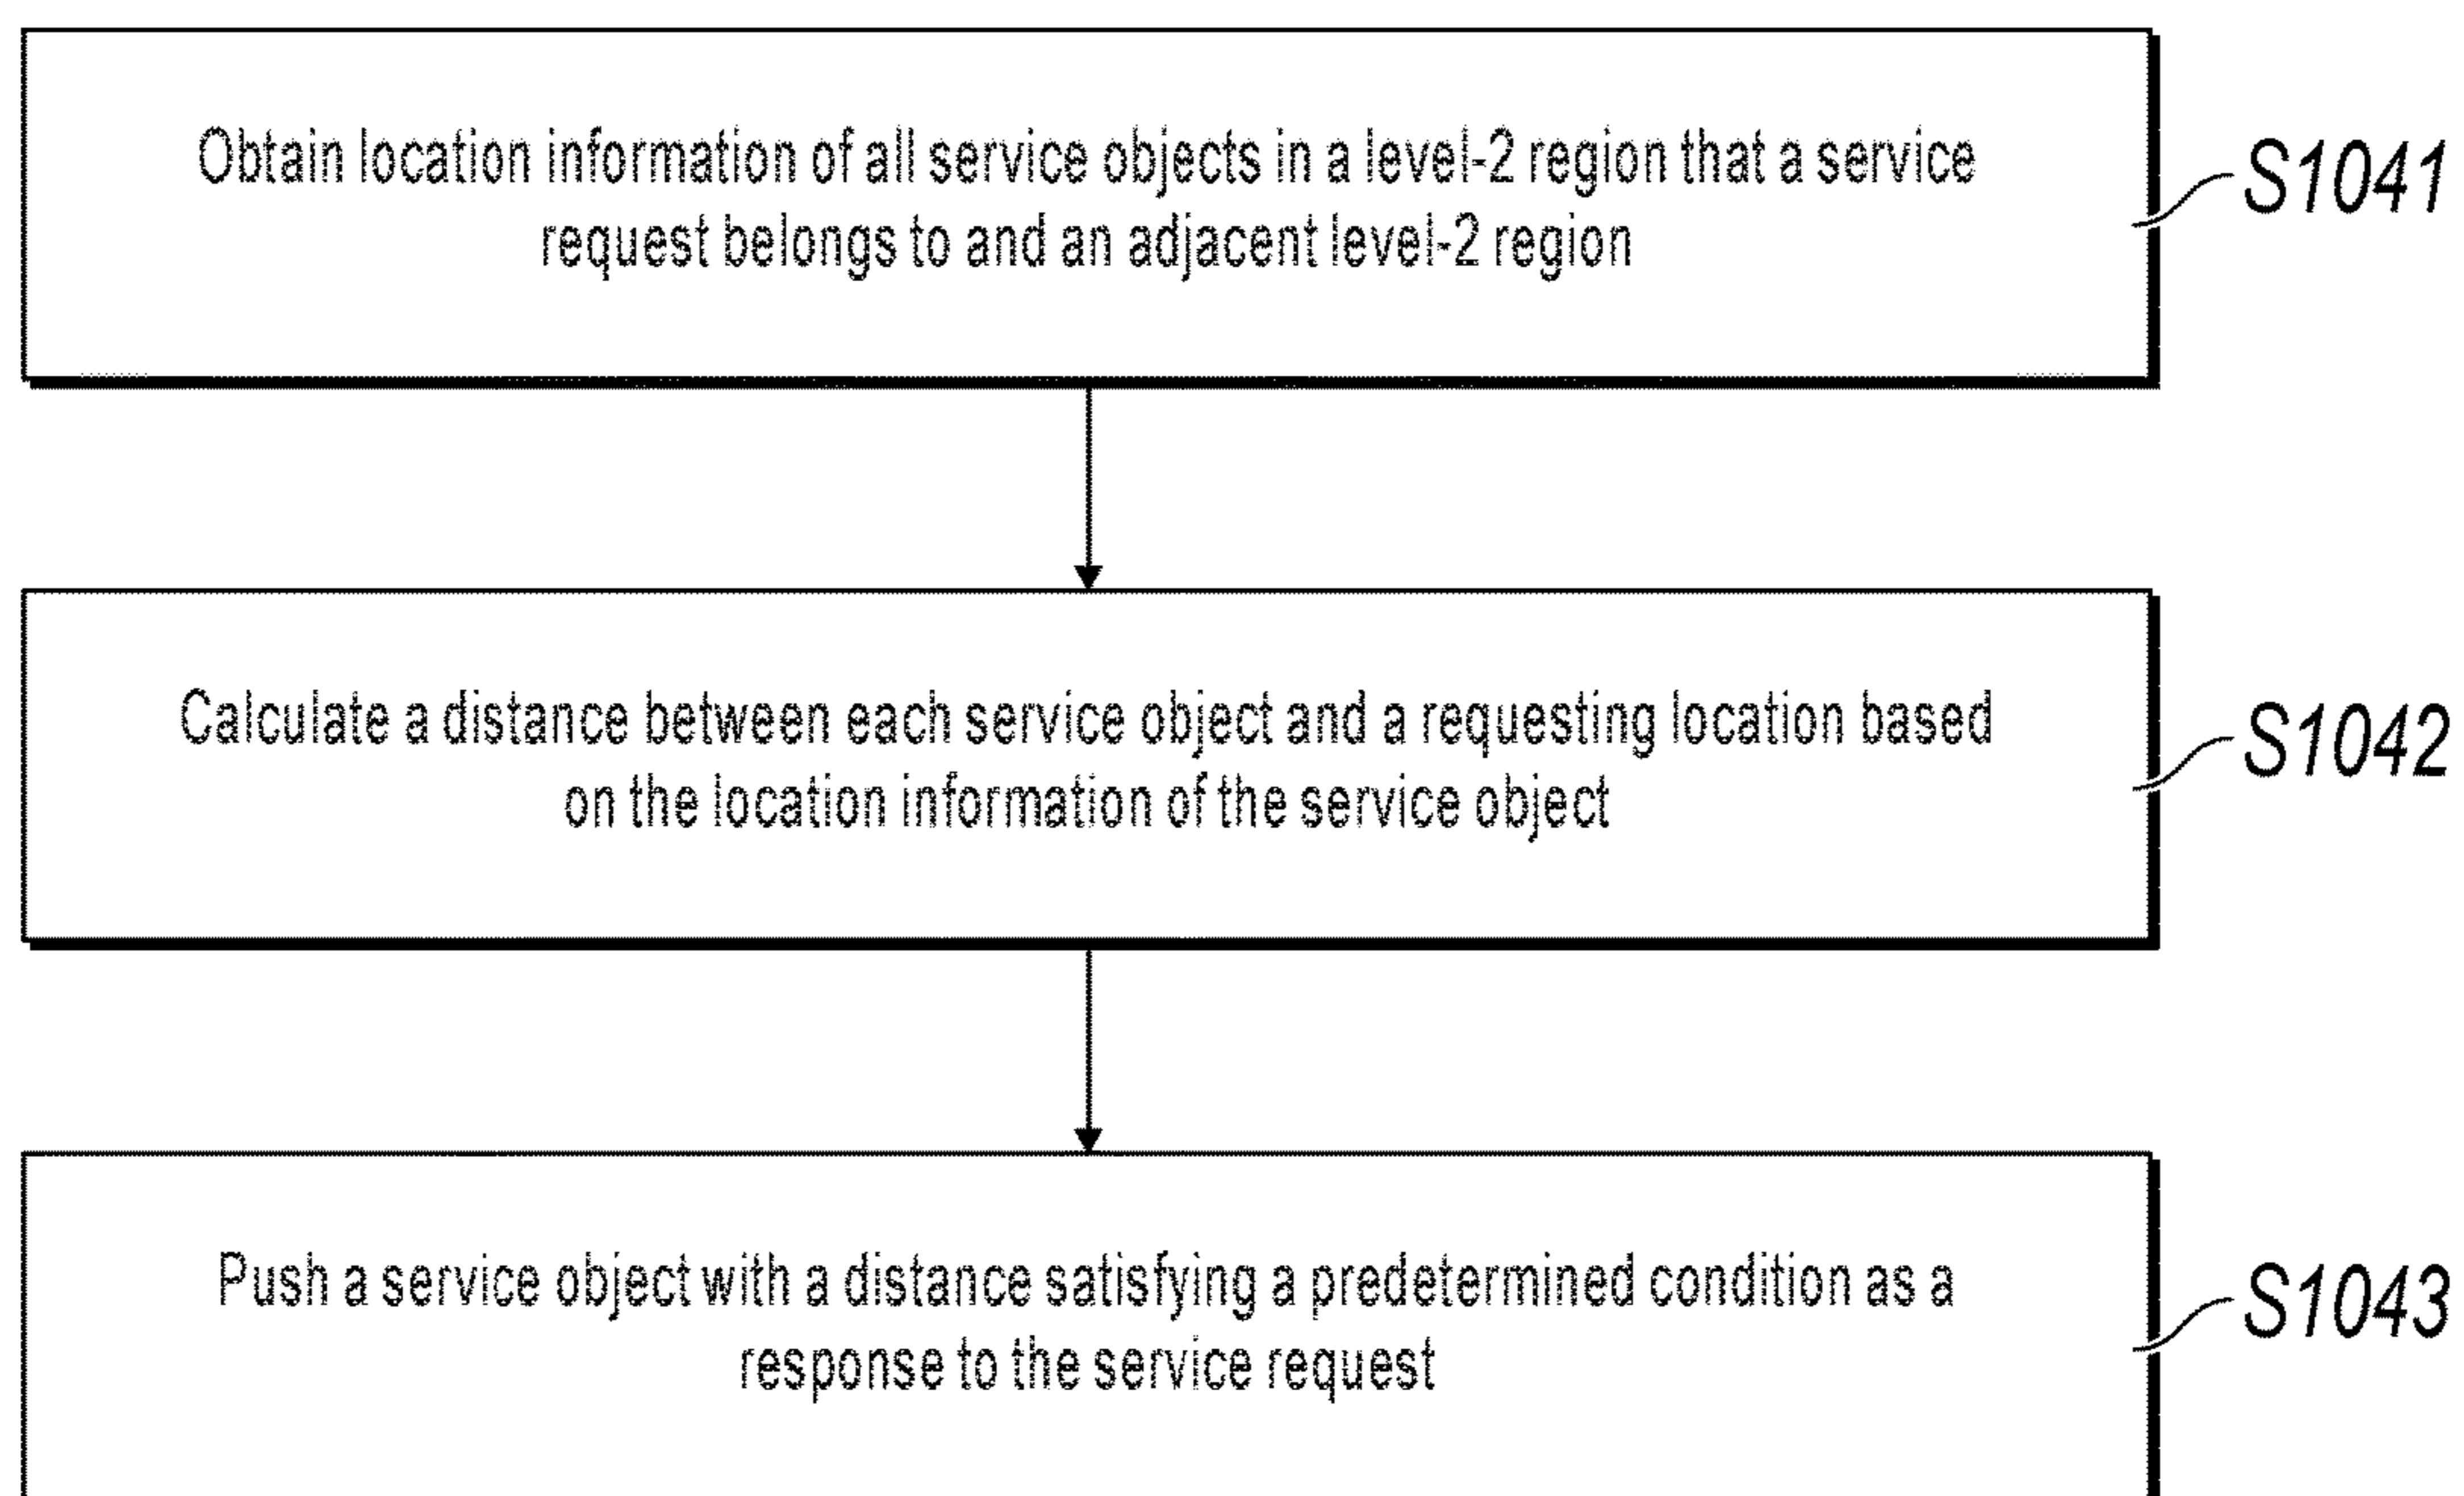 Obtain location information of all service objects in a level-2 region that a service
request belongs to and an adjacent level-2 region
S1041
Calculate a distance between each service object and a requesting location based
on the location information of the service object
S1042
Push a service object with a distance satisfying a predetermined condition as a
response to the service request
S1043